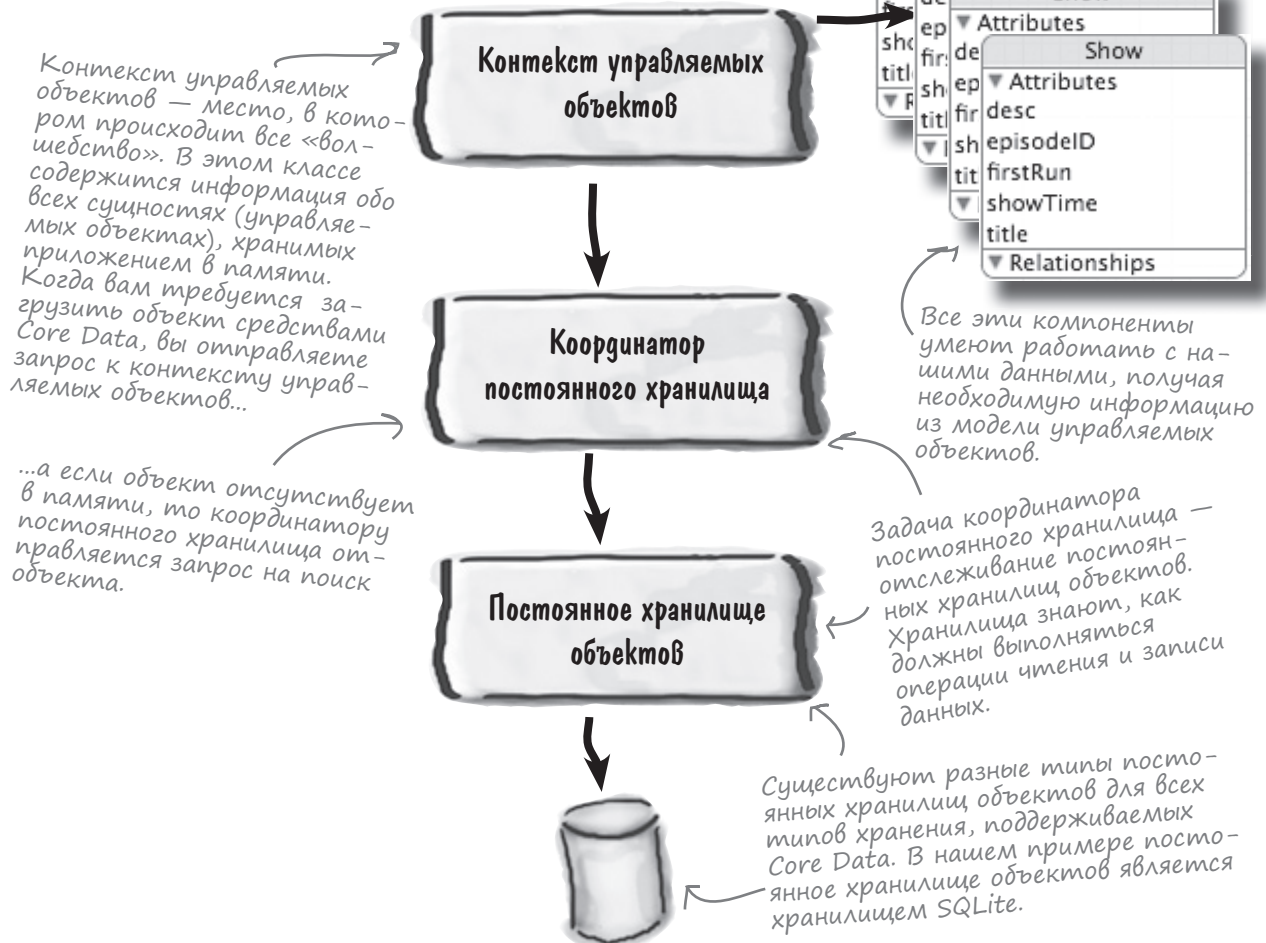 Контекст управляемых
объектов
Контекст управляемых
объектов — место, в кото-
ром происходит все «вол-
шебство». В этом классе
содержится информация обо
всех сущностях (управляе-
мых объектах), хранимых
приложением в памяти.
Когда вам требуется за-
грузить объект средствами
Core Data, вы отправляете
запрос к контексту управ-
ляемых объектов...
Attributes
Show
Attributes
desc
episodeID
firstRun
showTime
title
Relationships
Все эти компоненты
умеют работать с на-
шими данными, получая
необходимую информацию
из модели управляемых
объектов.
Координатор
постоянного хранилища
...а если объект отсутствует
в памяти, то координатору
постоянного хранилища от-
правляется запрос на поиск
объекта.
Задача координатора
постоянного хранилища —
отслеживание постоян-
ных хранилищ объектов.
Хранилища знают, как
должны выполняться
операции чтения и записи
данных.
Постоянное хранилище
объектов
Существуют разные типы посто-
янных хранилищ объектов для всех
типов хранения, поддерживаемых
Core Data. В нашем примере посто-
янное хранилище объектов является
хранилищем SQLite.